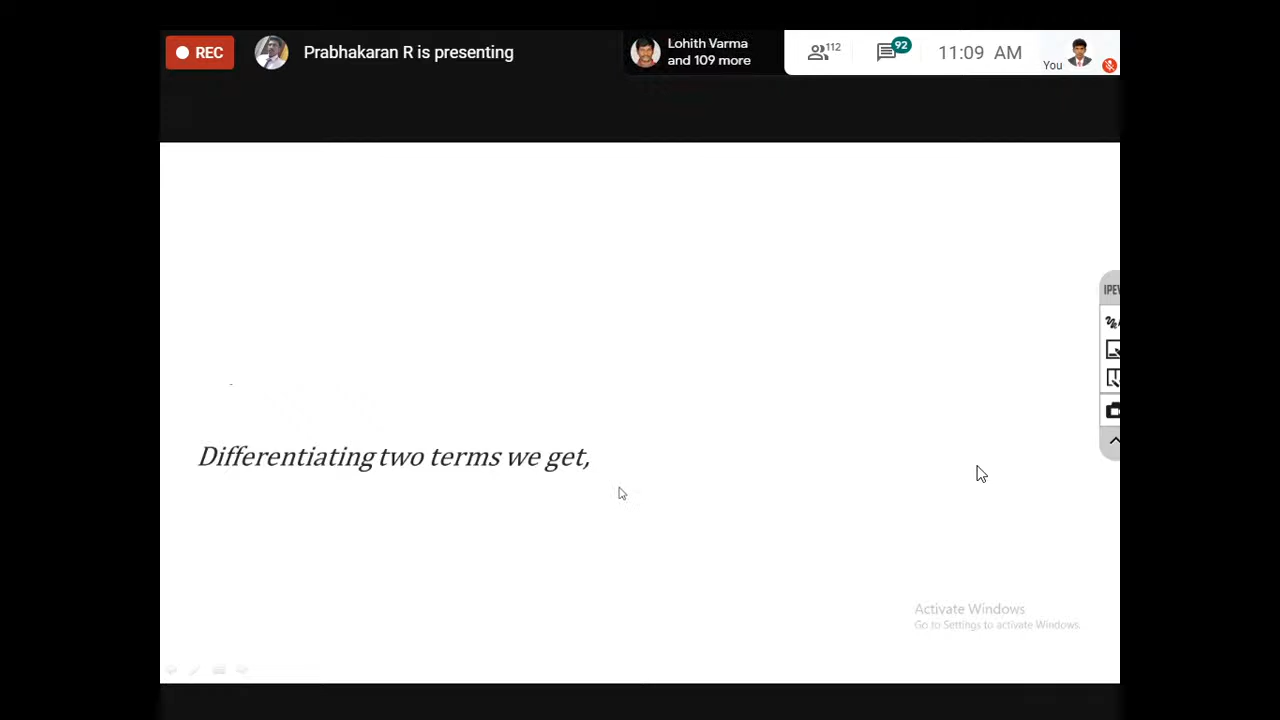 REC
Prabhakaran R is presenting
Lohith Varma
and 109 more
112
92
11:09 AM
You
Differentiating two terms we get,
Activate Windows
Go to Settings to activate Windows.